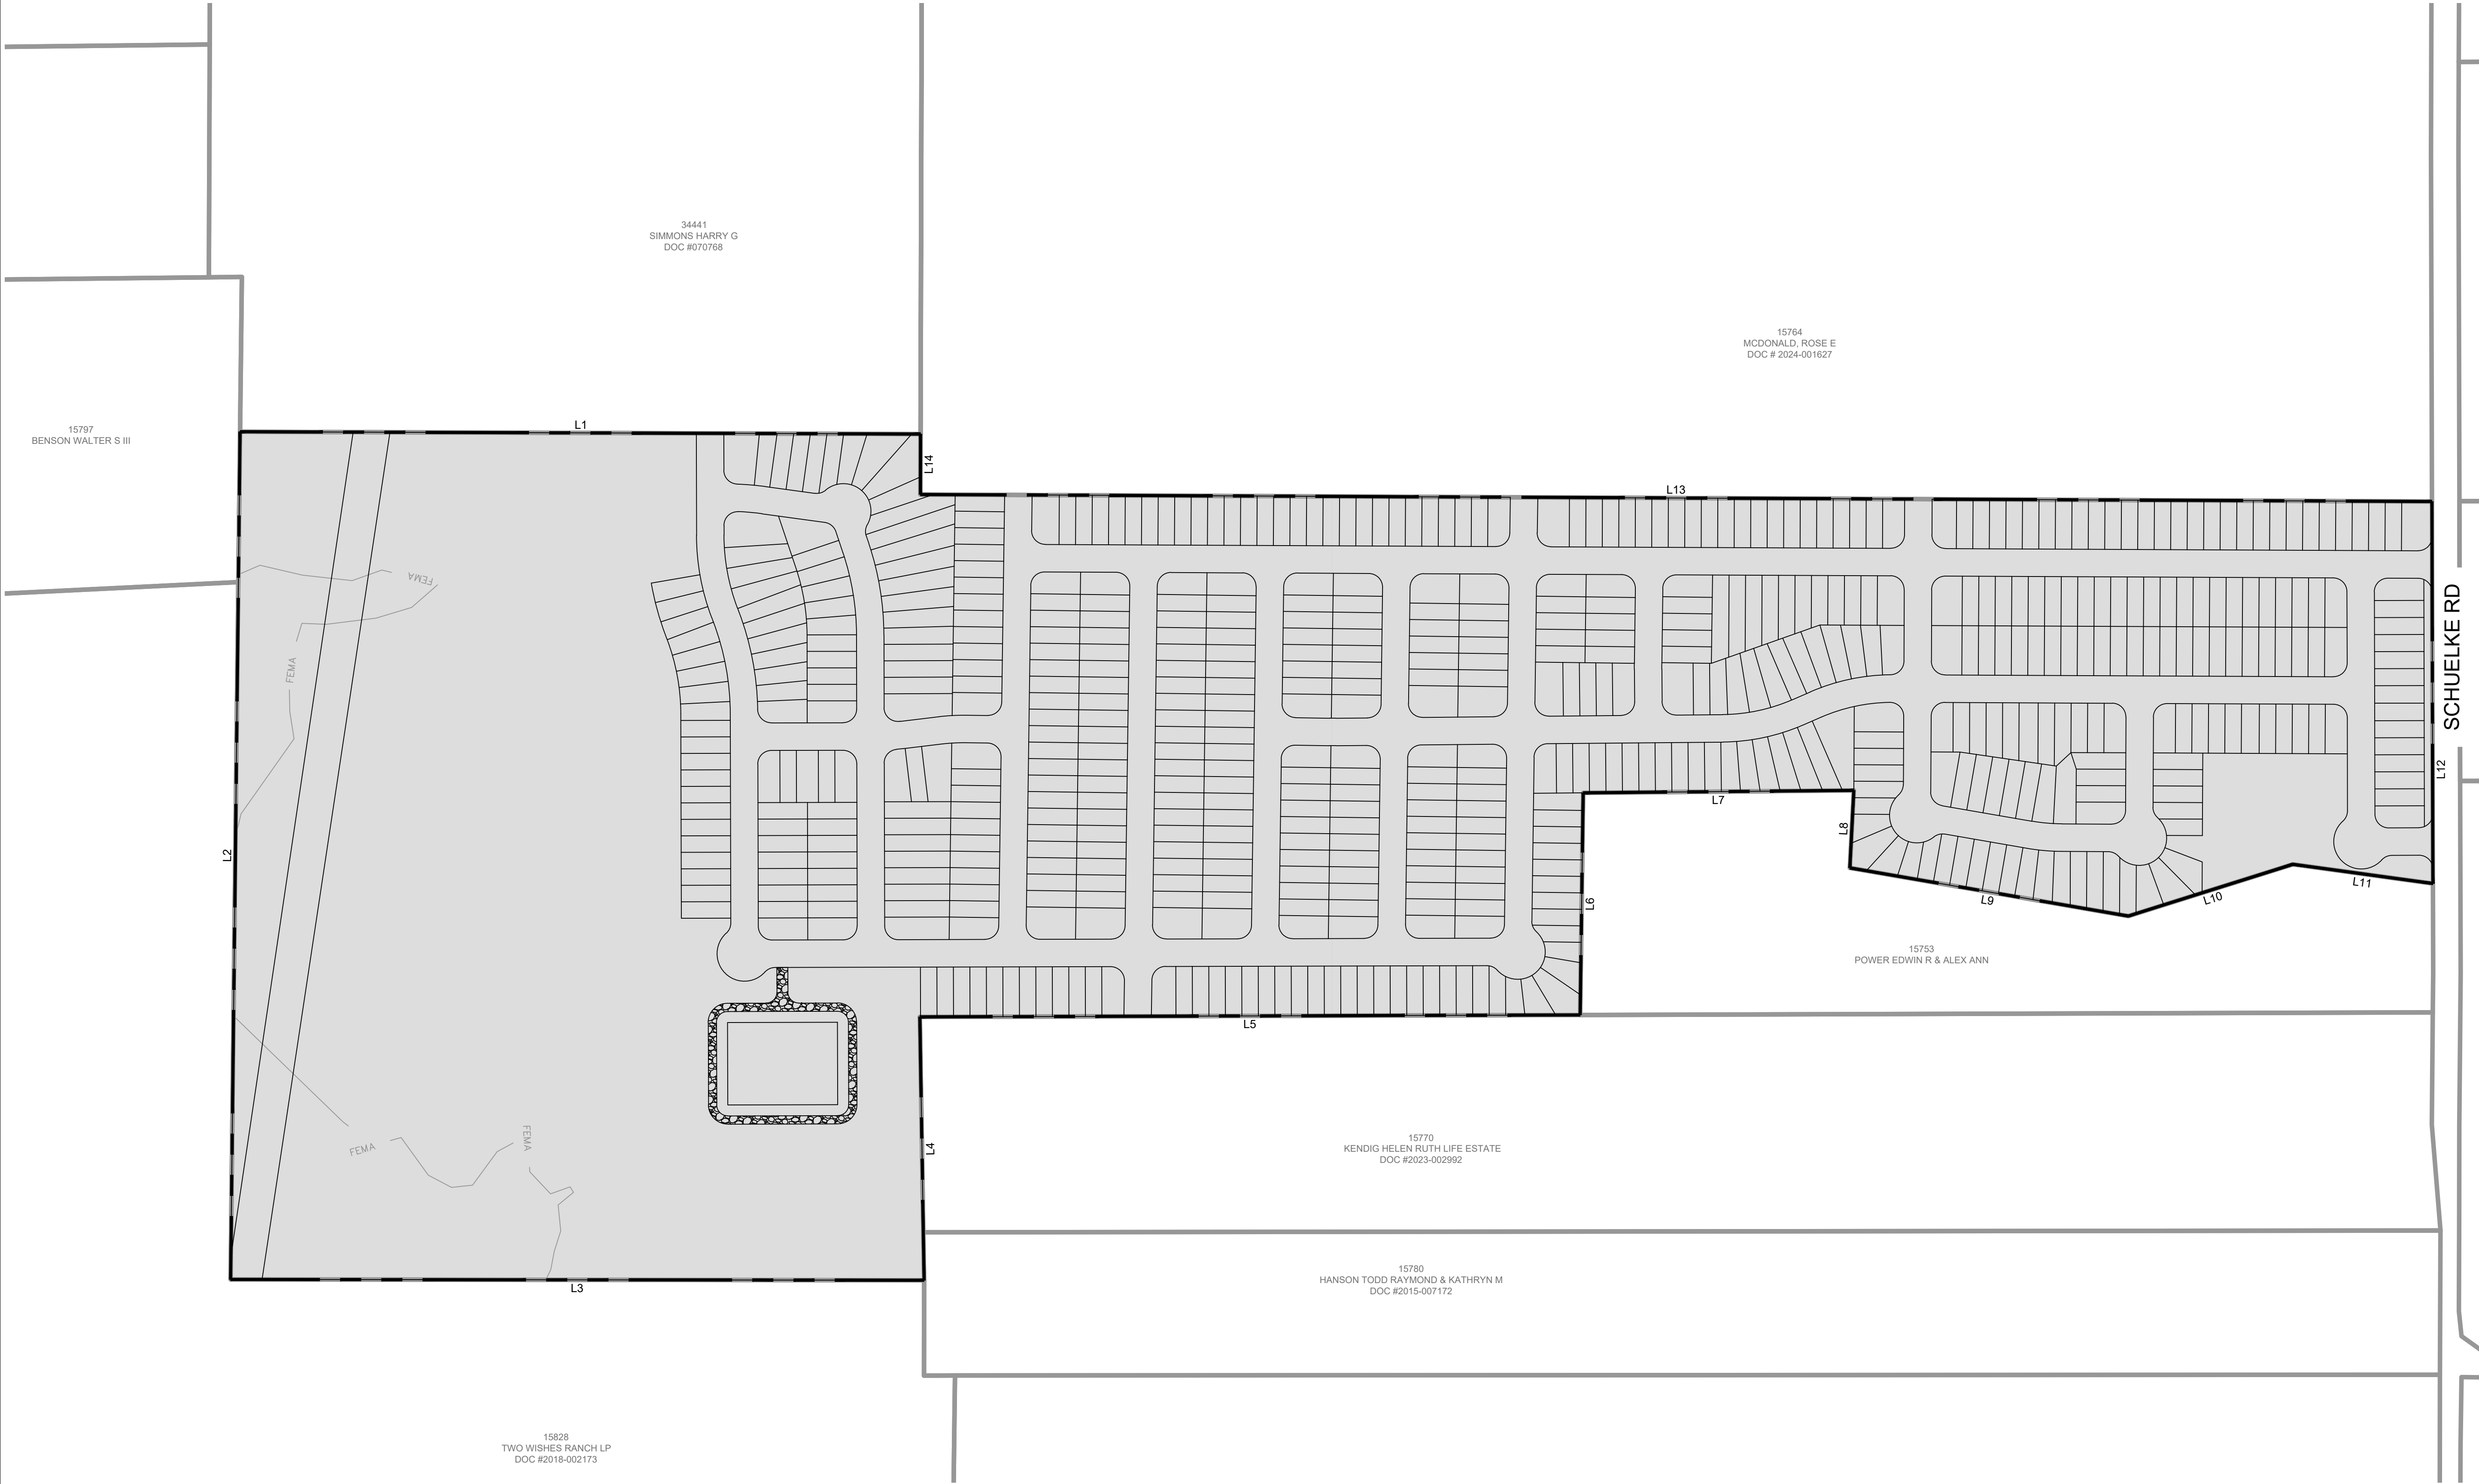 34441
SIMMONS HARRY G
DOC #070768
15764
MCDONALD, ROSE E
DOC # 2024-001627
15797
BENSON WALTER S III
L1
L14
L13
FEMA
FEMA
SCHUELKE RD
L12
L7
L8
L2
L6
L9
L10
L11
15753
POWER EDWIN R & ALEX ANN
L5
FEMA
FEMA
L4
15770
KENDIG HELEN RUTH LIFE ESTATE
DOC #2023-002992
15780
HANSON TODD RAYMOND & KATHRYN M
DOC #2015-007172
L3
15828
TWO WISHES RANCH LP
DOC #2018-002173